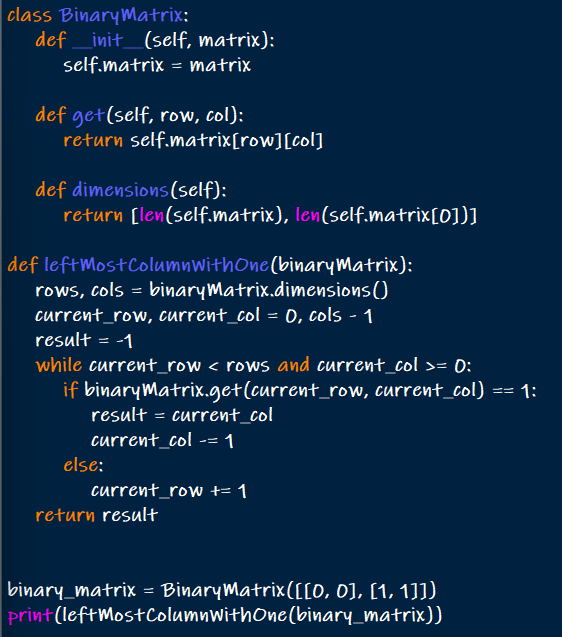 class BinaryMatrix:
    def __init__(self, matrix):
        self.matrix = matrix

    def get(self, row, col):
        return self.matrix[row][col]

    def dimensions(self):
        return [len(self.matrix), len(self.matrix[0])]

def leftMostColumnWithOne(binaryMatrix):
    rows, cols = binaryMatrix.dimensions()
    current_row, current_col = 0, cols - 1
    result = -1
    while current_row < rows and current_col >= 0:
        if binaryMatrix.get(current_row, current_col) == 1:
            result = current_col
            current_col -= 1
        else:
            current_row += 1
    return result


binary_matrix = BinaryMatrix([[0, 0], [1, 1]])
print(leftMostColumnWithOne(binary_matrix))